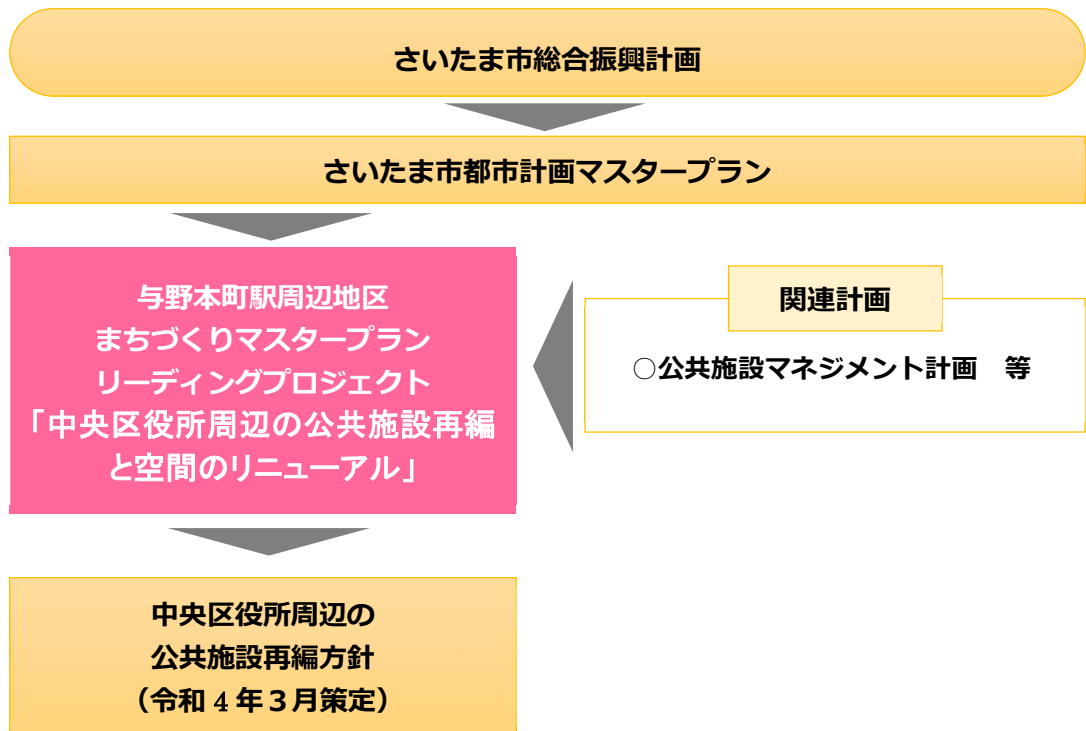 さいたま市総合振興計画
さいたま市都市計画マスタープラン
与野本町駅周辺地区
まちづくりマスタープラン
リーディングプロジェクト
「中央区役所周辺の公共施設再編
と空間のリニューアル」
関連計画
○公共施設マネジメント計画　等
中央区役所周辺の
公共施設再編方針
（令和４年３月策定）